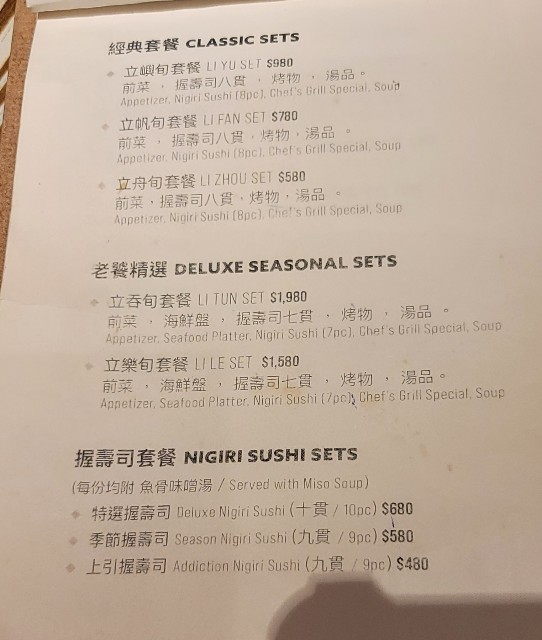 經典套餐 CLASSIC SETS
立嶼旬套餐 LI YU SET $980
前菜 ， 握壽司八貫 ， 烤物 ， 湯品。
Appetizer, Nigiri Sushi (8pc), Chef's Grill Special, Soup
立帆旬套餐 LI FAN SET $780
前菜 ， 握壽司八貫，烤物，湯品 。
Appetizer, Nigiri Sushi (8pc), Chef's Grill Special, Soup
立舟旬套餐 LI ZHOU SET $580
前菜，握壽司八貫，烤物，湯品 。
Appetizer, Nigiri Sushi (8pc), Chef's Grill Special, Soup
老饕精選 DELUXE SEASONAL SETS
立吞旬套餐 LI TUN SET $1,980
前菜 ， 海鮮盤 ， 握壽司七貫 ， 烤物 ， 湯品 。
Appetizer, Seafood Platter, Nigiri Sushi (7pc), Chef's Grill Special, Soup
立樂旬套餐 LI LE SET $1,580
前菜 ， 海鮮盤 ， 握壽司七貫 ， 烤物 ， 湯品。
Appetizer, Seafood Platter, Nigiri Sushi (7pc), Chef's Grill Special, Soup
握壽司套餐 NIGIRI SUSHI SETS
(每份均附 魚骨味噌湯 / Served with Miso Soup)
特選握壽司 Deluxe Nigiri Sushi (十貫 / 10pc) $680
季節握壽司 Season Nigiri Sushi (九貫 / 9pc) $580
上引握壽司 Addiction Nigiri Sushi (九貫 / 9pc) $480